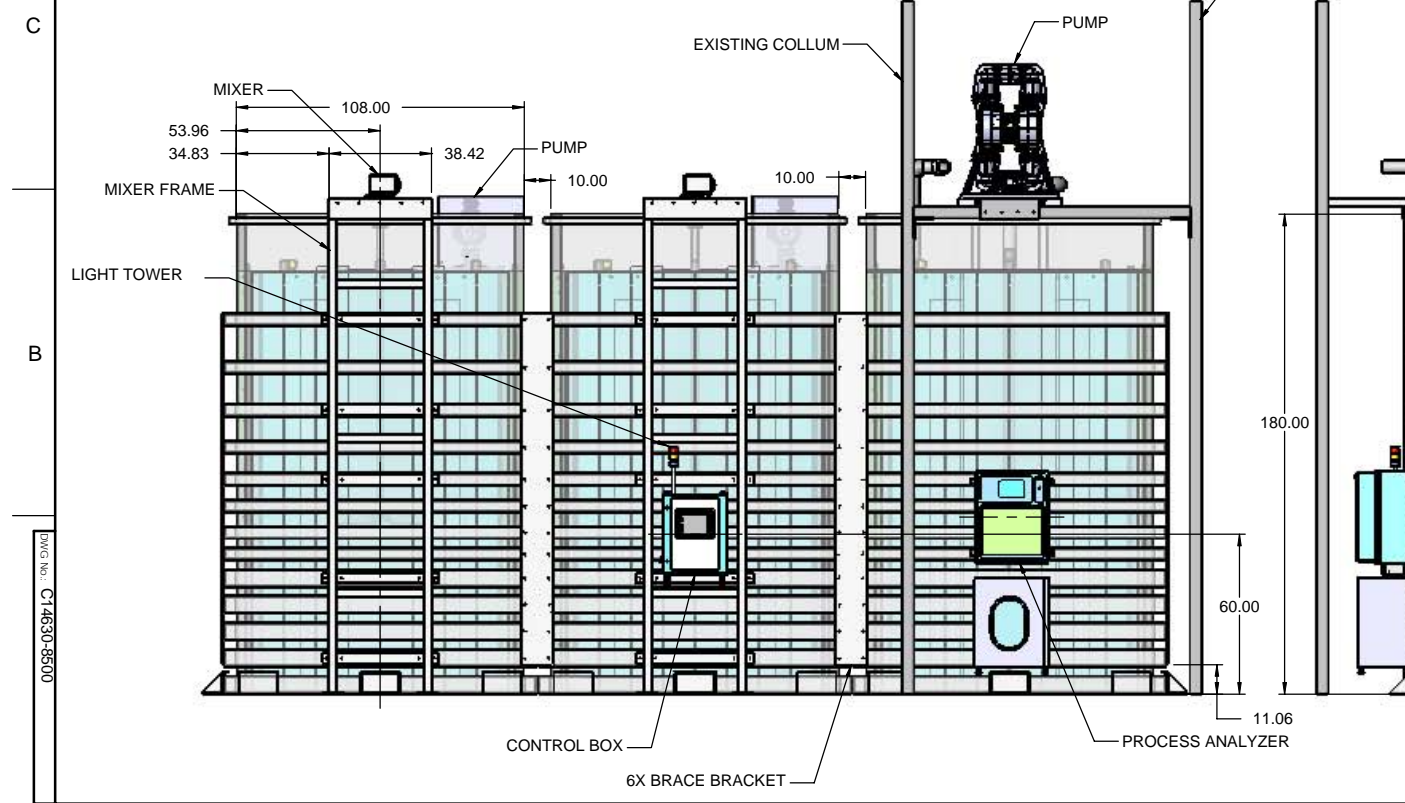 C
PUMP
EXISTING COLLUM
MIXER
108.00
53.96
34.83
38.42
PUMP
MIXER FRAME
10.00
10.00
LIGHT TOWER
B
180.00
60.00
DWG No.: C14630-8500
11.06
CONTROL BOX
PROCESS ANALYZER
6X BRACE BRACKET